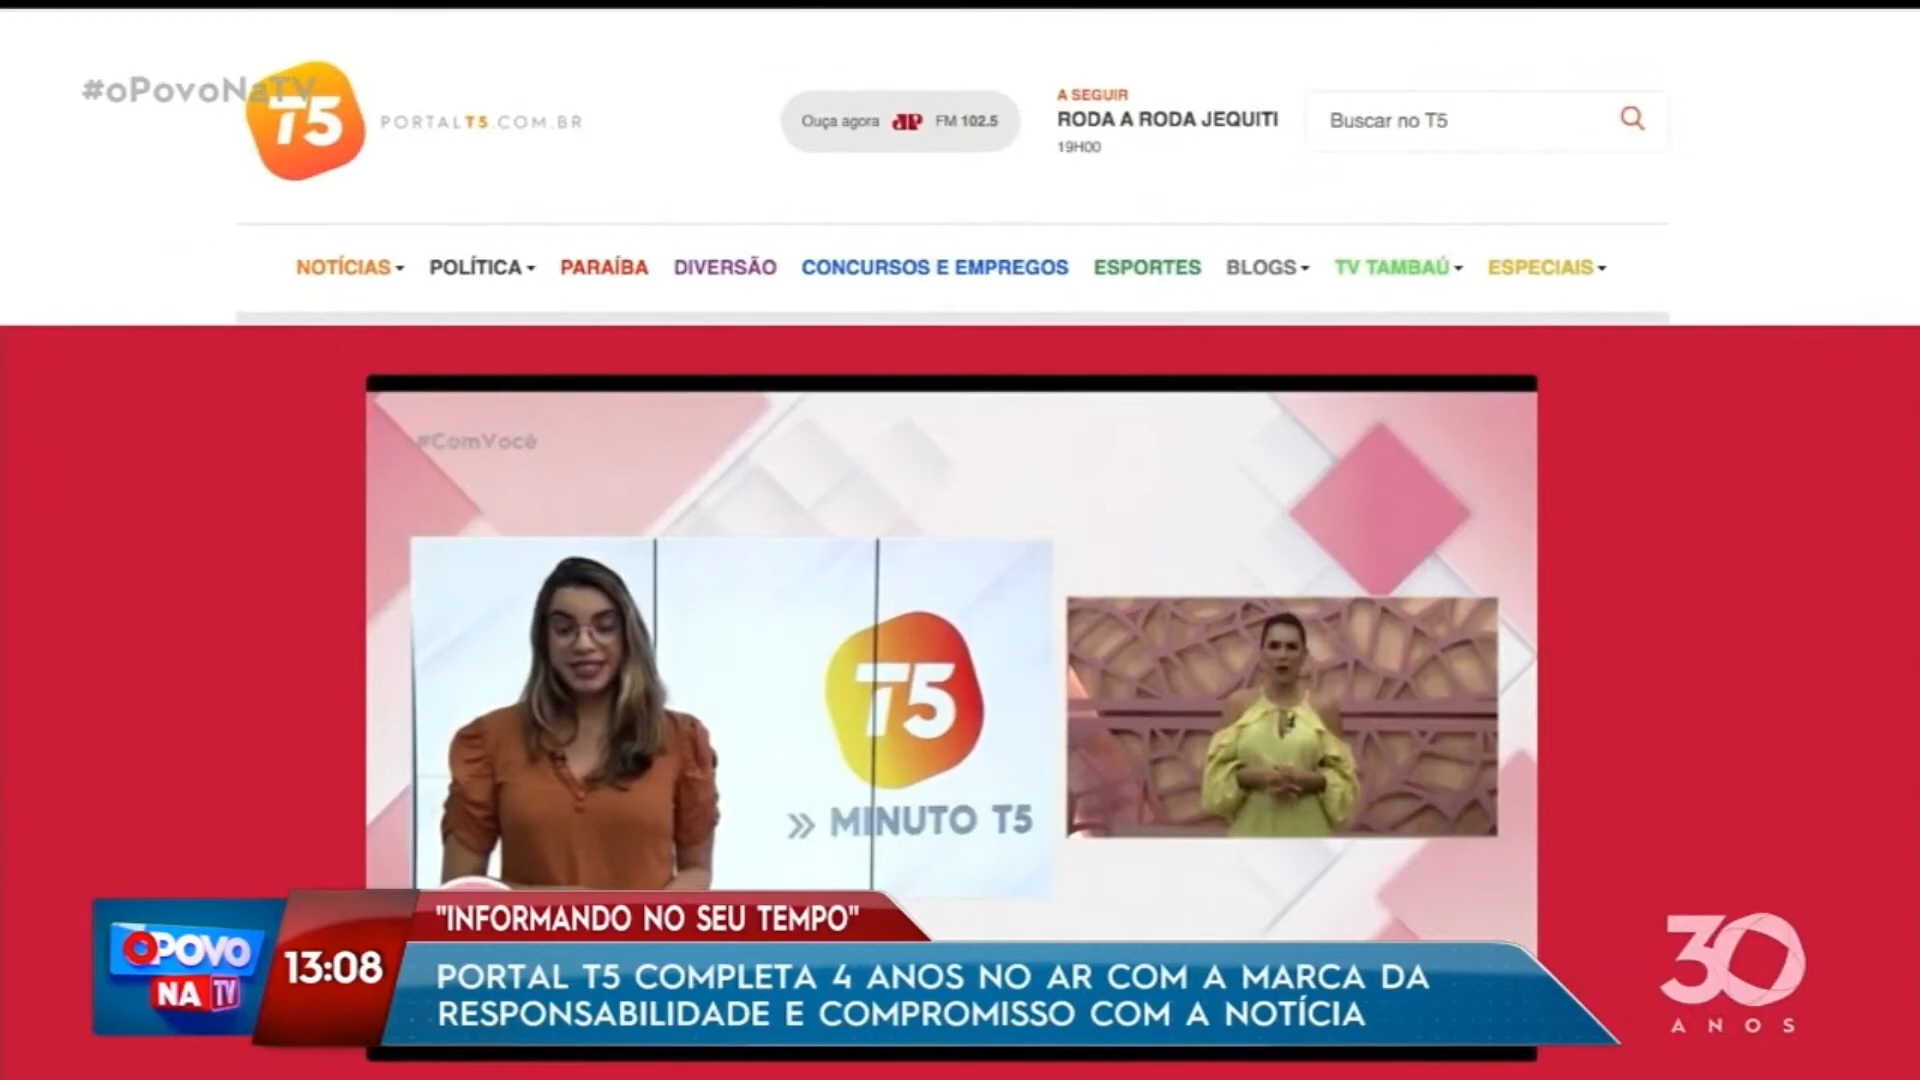 #oPovoNaTV
T5
PORTALT5.COM.BR
Ouça agora JP FM 102.5
A SEGUIR
RODA A RODA JEQUITI
19H00
Buscar no T5
NOTÍCIAS POLÍTICA PARAÍBA DIVERSÃO CONCURSOS E EMPREGOS ESPORTES BLOGS TV TAMBAÚ ESPECIAIS
#ComVocê
T5
» MINUTO T5
"INFORMANDO NO SEU TEMPO"
O POVO
NA TV
13:08
PORTAL T5 COMPLETA 4 ANOS NO AR COM A MARCA DA
RESPONSABILIDADE E COMPROMISSO COM A NOTÍCIA
30
ANOS